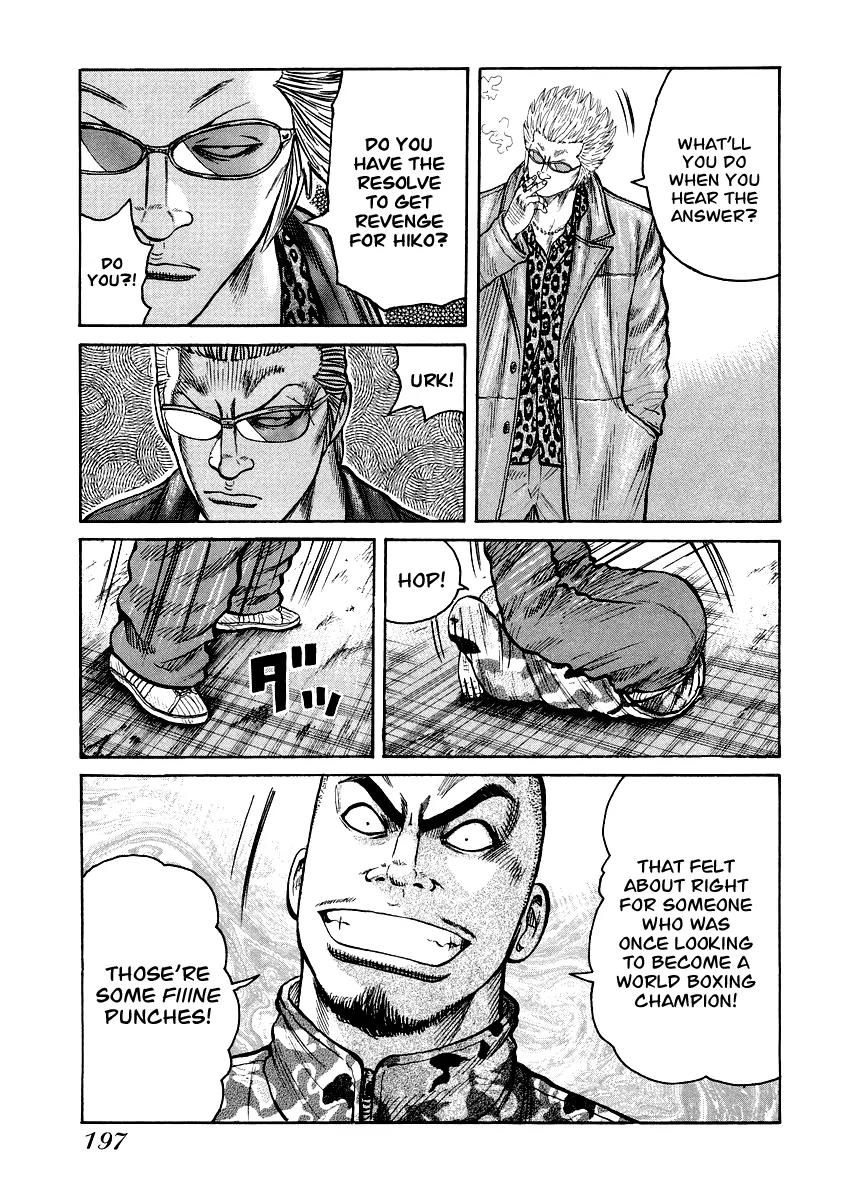 WHAT'LL
YOU DO
WHEN YOU
HEAR THE
ANSWER?
DO YOU
HAVE THE
RESOLVE
TO GET
REVENGE
FOR HIKO?
DO
YOU?!
URK!
HOP!
ダッ
THAT FELT
ABOUT RIGHT
FOR SOMEONE
WHO WAS
ONCE LOOKING
TO BECOME A
WORLD BOXING
CHAMPION!
THOSE'RE
SOME FIIINE
PUNCHES!
197